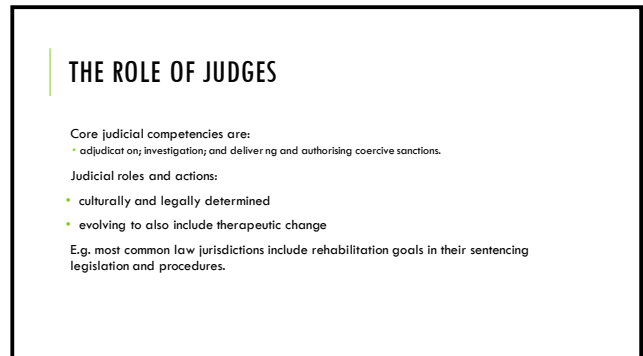 THE ROLE OF JUDGES
Core judicial competencies are:
• adjudicat on; investigation; and deliver ng and authorising coercive sanctions.
Judicial roles and actions:
• culturally and legally determined
• evolving to also include therapeutic change
E.g. most common law jurisdictions include rehabilitation goals in their sentencing
legislation and procedures.